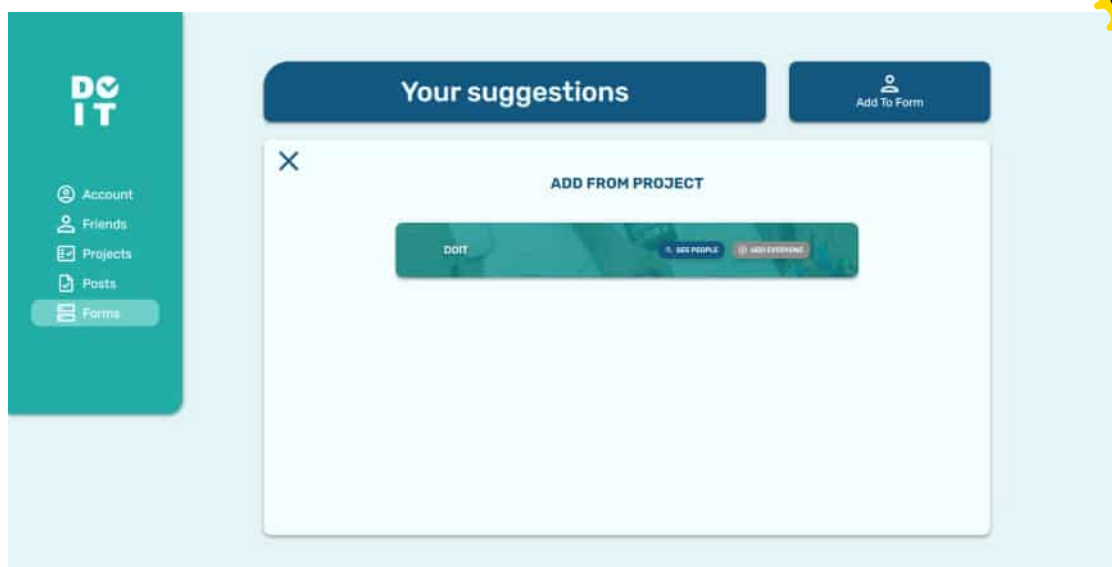 DO
IT
Account
Friends
Projects
Posts
Forms
Your suggestions
Add To Form
ADD FROM PROJECT
DOIT
SEE PEOPLE
ADD EVERYONE